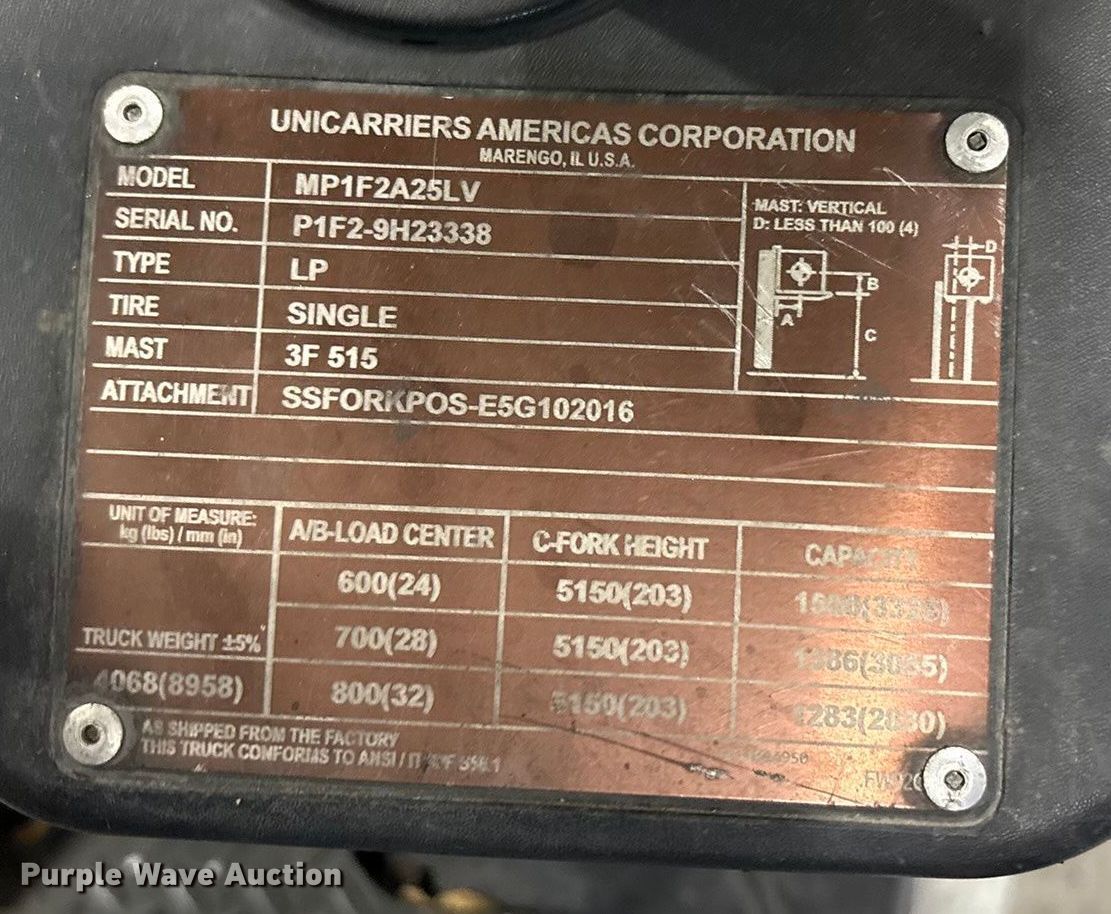 UNICARRIERS AMERICAS CORPORATION
MARENGO, IL U.S.A.
MODEL MP1F2A25LV
SERIAL NO. P1F2-9H23338
TYPE LP
TIRE SINGLE
MAST 3F 515
ATTACHMENT SSFORKPOS-E5G102016
MAST: VERTICAL
D: LESS THAN 100 (4)
D
B
A
C
UNIT OF MEASURE:
kg (lbs) / mm (in)
A/B-LOAD CENTER C-FORK HEIGHT CAPACITY
600(24) 5150(203)
TRUCK WEIGHT ±5% 700(28) 5150(203)
4068(8958) 800(32) 5150(203)
AS SHIPPED FROM THE FACTORY
THIS TRUCK CONFORMS TO ANSI /
Purple Wave Auction